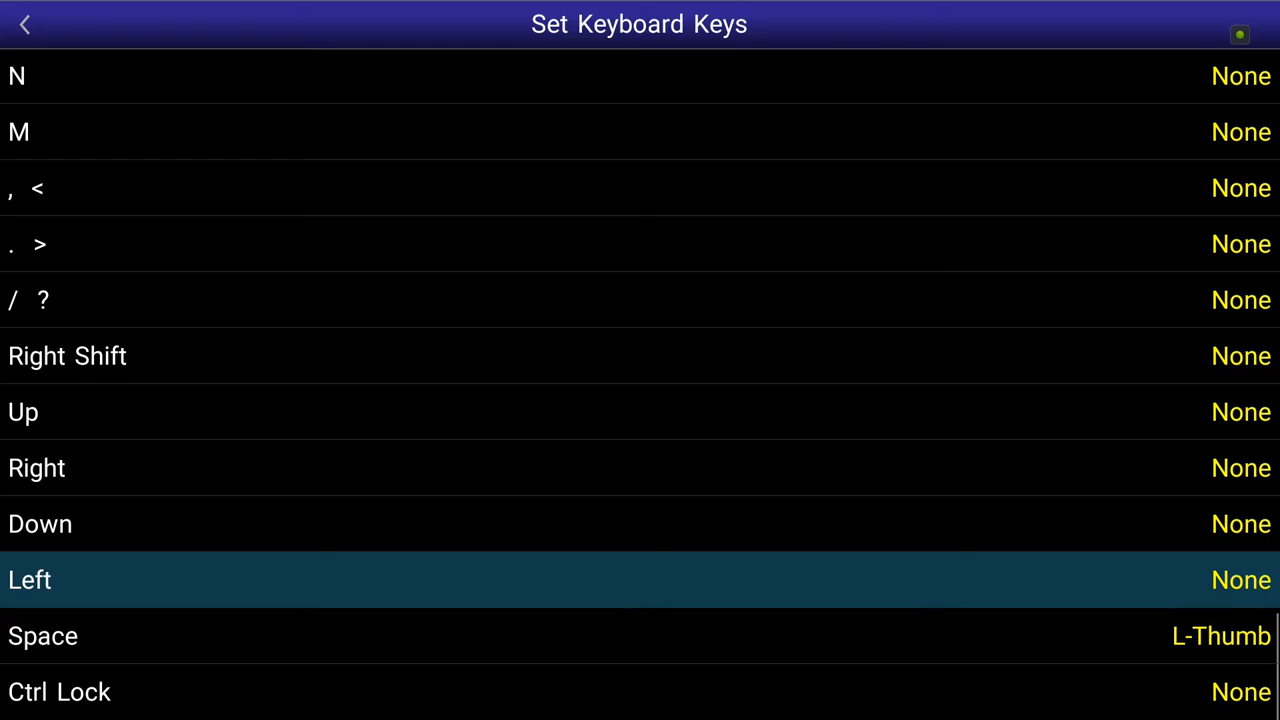 Set Keyboard Keys
N None
M None
, < None
. > None
/ ? None
Right Shift None
Up None
Right None
Down None
Left None
Space L-Thumb
Ctrl Lock None